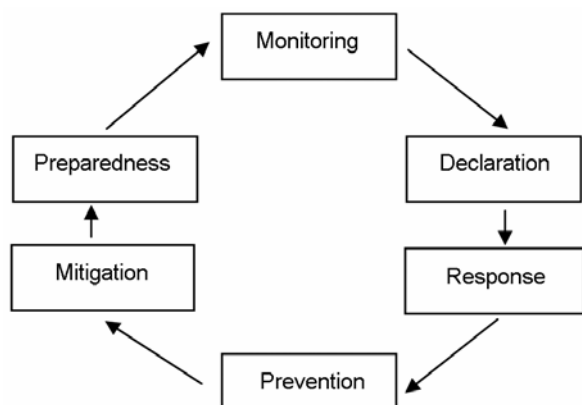 Monitoring
Preparedness
Declaration
Mitigation
Response
Prevention